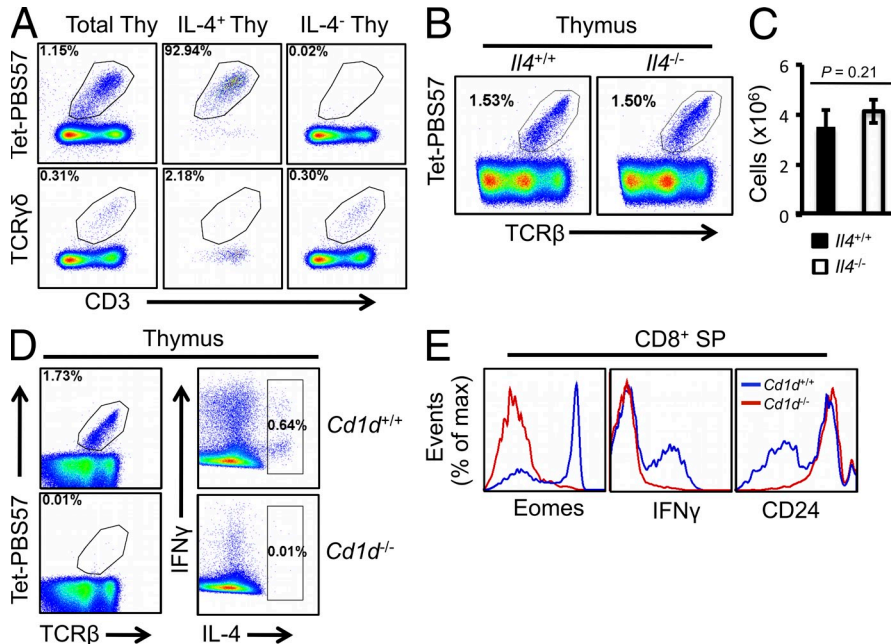 A
Total Thy IL-4⁺ Thy IL-4⁻ Thy
Tet-PBS57
1.15% 92.94% 0.02%
TCRγδ
0.31% 2.18% 0.30%
CD3
B
Thymus
Il4⁺/⁺ Il4⁻/⁻
Tet-PBS57
1.53% 1.50%
TCRβ
C
P = 0.21
Cells (x10⁶)
6
4
2
0
Il4⁺/⁺
Il4⁻/⁻
D
Thymus
1.73%
0.64%
Cd1d⁺/⁺
0.01%
0.01%
Cd1d⁻/⁻
Tet-PBS57
IFNγ
TCRβ IL-4
E
CD8⁺ SP
Cd1d⁺/⁺
Cd1d⁻/⁻
Events
(% of max)
Eomes IFNγ CD24